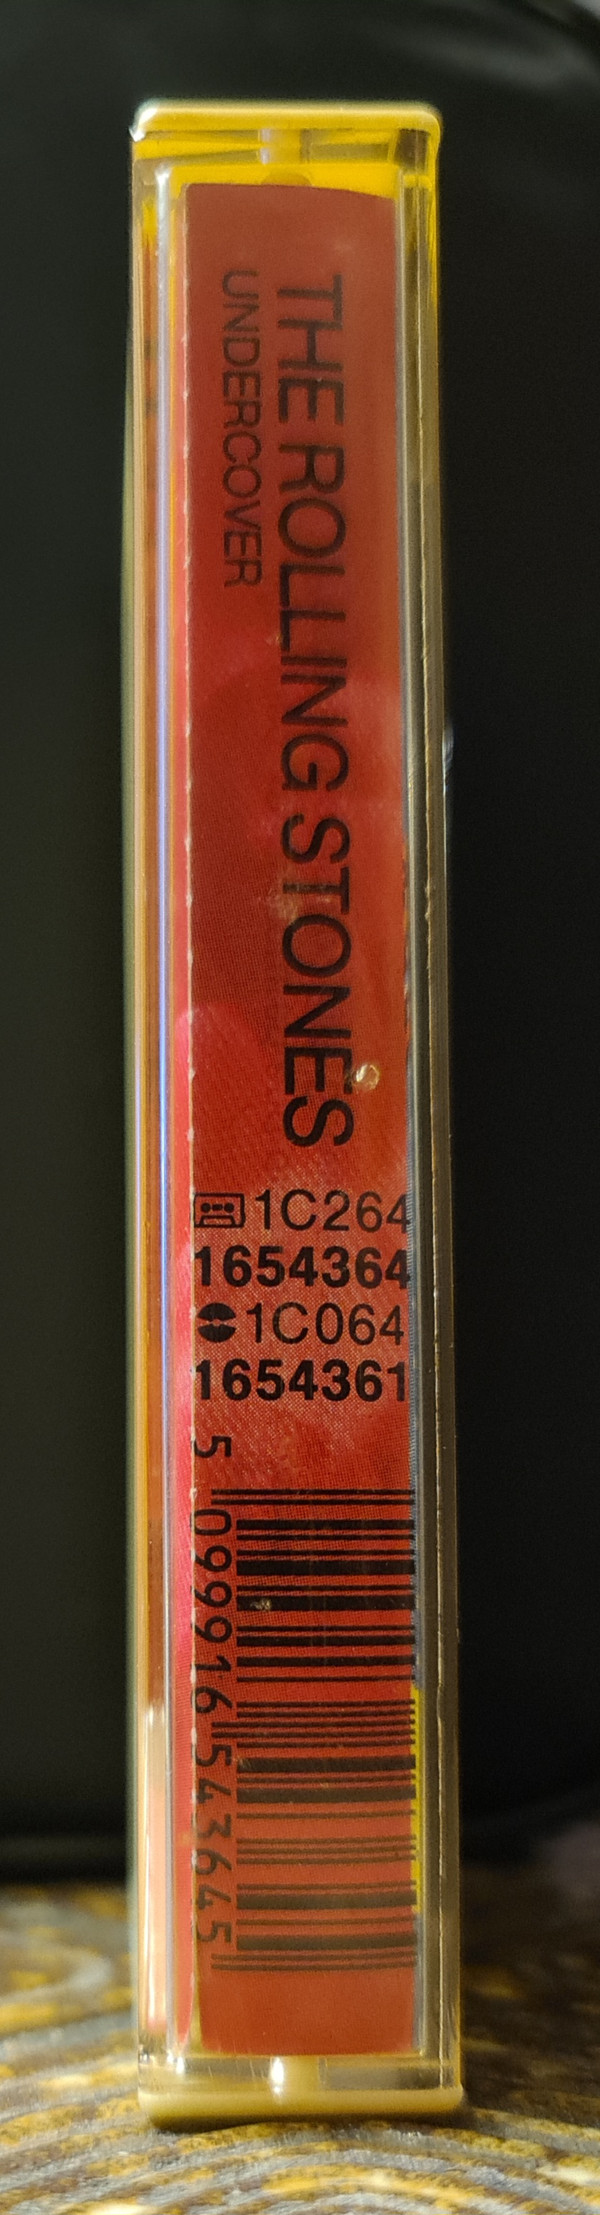 THE ROLLING STONES
UNDERCOVER
1C264
1654364
1C064
1654361
5 099916 543645